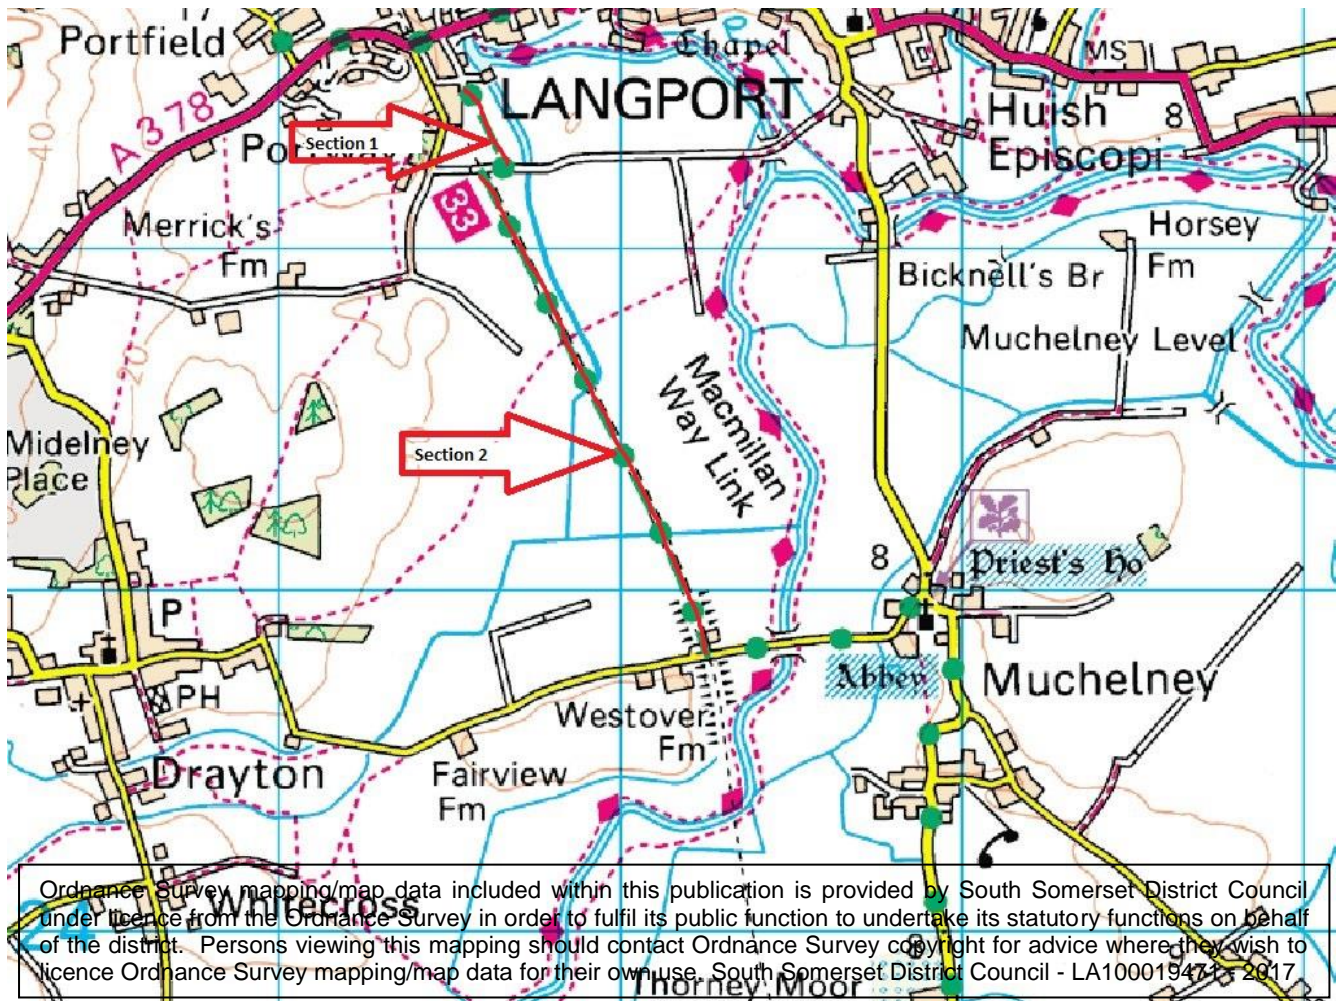 17
Portfield
Chapel
MS
LANGPORT
Huish
Episcopi
8
A 378
40
Section 1
33
Merrick's
Fm
Horsey
Fm
Bicknell's Br
Muchelney Level
20
Macmillan
Way Link
Midelney
Place
Section 2
8
Priest's Ho
P
PH
Abbey
Muchelney
Westover
Fm
Drayton
Fairview
Fm
Whitecross
24
Ordnance Survey mapping/map data included within this publication is provided by South Somerset District Council
under licence from the Ordnance Survey in order to fulfil its public function to undertake its statutory functions on behalf
of the district. Persons viewing this mapping should contact Ordnance Survey copyright for advice where they wish to
licence Ordnance Survey mapping/map data for their own use. South Somerset District Council - LA100019471 - 2017.
Thorney Moor